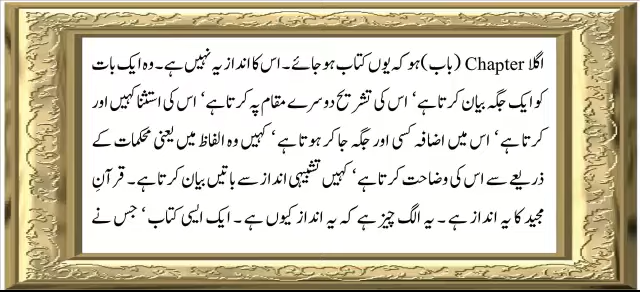 اگلا Chapter (باب) ہو کہ یوں کتاب ہو جائے۔ اس کا انداز یہ نہیں ہے۔ وہ ایک بات
کو ایک جگہ بیان کرتا ہے‘ اس کی تشریح دوسرے مقام پہ کرتا ہے‘ اس کی استثنا کہیں اور
کرتا ہے‘ اس میں اضافہ کسی اور جگہ جا کر ہوتا ہے‘ کہیں وہ الفاظ میں یعنی محکمات کے
ذریعے سے اس کی وضاحت کرتا ہے‘ کہیں تشبیہی انداز سے باتیں بیان کرتا ہے۔ قرآنِ
مجید کا یہ انداز ہے۔ یہ الگ چیز ہے کہ یہ انداز کیوں ہے۔ ایک ایسی کتاب‘ جس نے